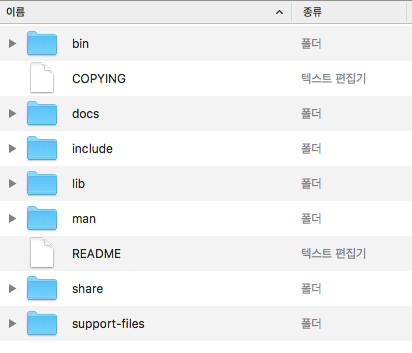 이름 종류
bin 폴더
COPYING 텍스트 편집기
docs 폴더
include 폴더
lib 폴더
man 폴더
README 텍스트 편집기
share 폴더
support-files 폴더